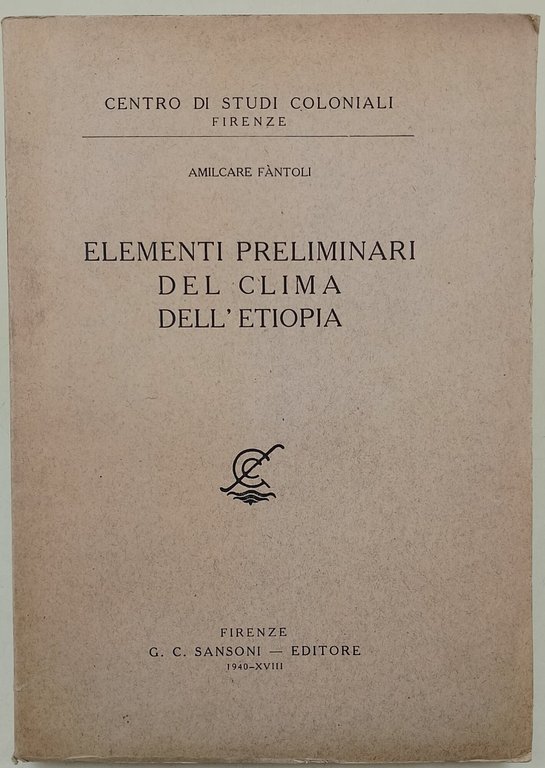 CENTRO DI STUDI COLONIALI
FIRENZE
AMILCARE FÀNTOLI
ELEMENTI PRELIMINARI
DEL CLIMA
DELL' ETIOPIA
FIRENZE
G. C. SANSONI — EDITORE
1940-XVIII